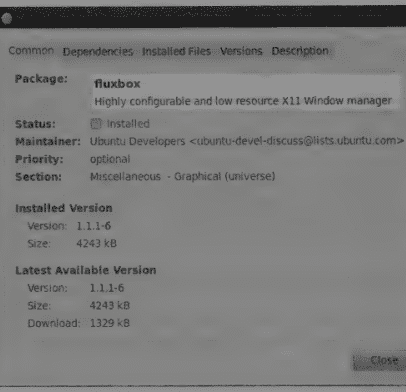 Common Dependencies Installed Files Versions Description
Package: fluxbox
Highly configurable and low resource X11 Window manager
Status: Installed
Maintainer: Ubuntu Developers <ubuntu-devel-discuss@lists.ubuntu.com>
Priority: optional
Section: Miscellaneous - Graphical (universe)
Installed Version
Version: 1.1.1-6
Size: 4243 kB
Latest Available Version
Version: 1.1.1-6
Size: 4243 kB
Download: 1329 kB
Close